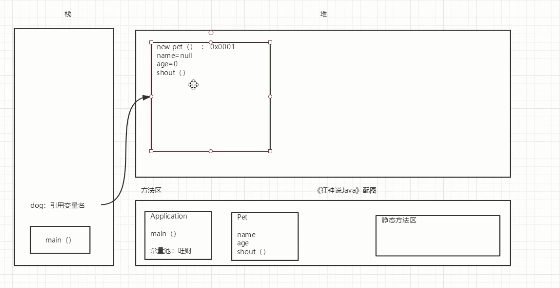 栈
堆
new pet（） ： 0x0001
name=null
age=0
shout（）
dog：引用变量名
main（）
方法区
《狂神说Java》配图
Application
main（）
常量池：旺财
Pet
name
age
shout（）
静态方法区